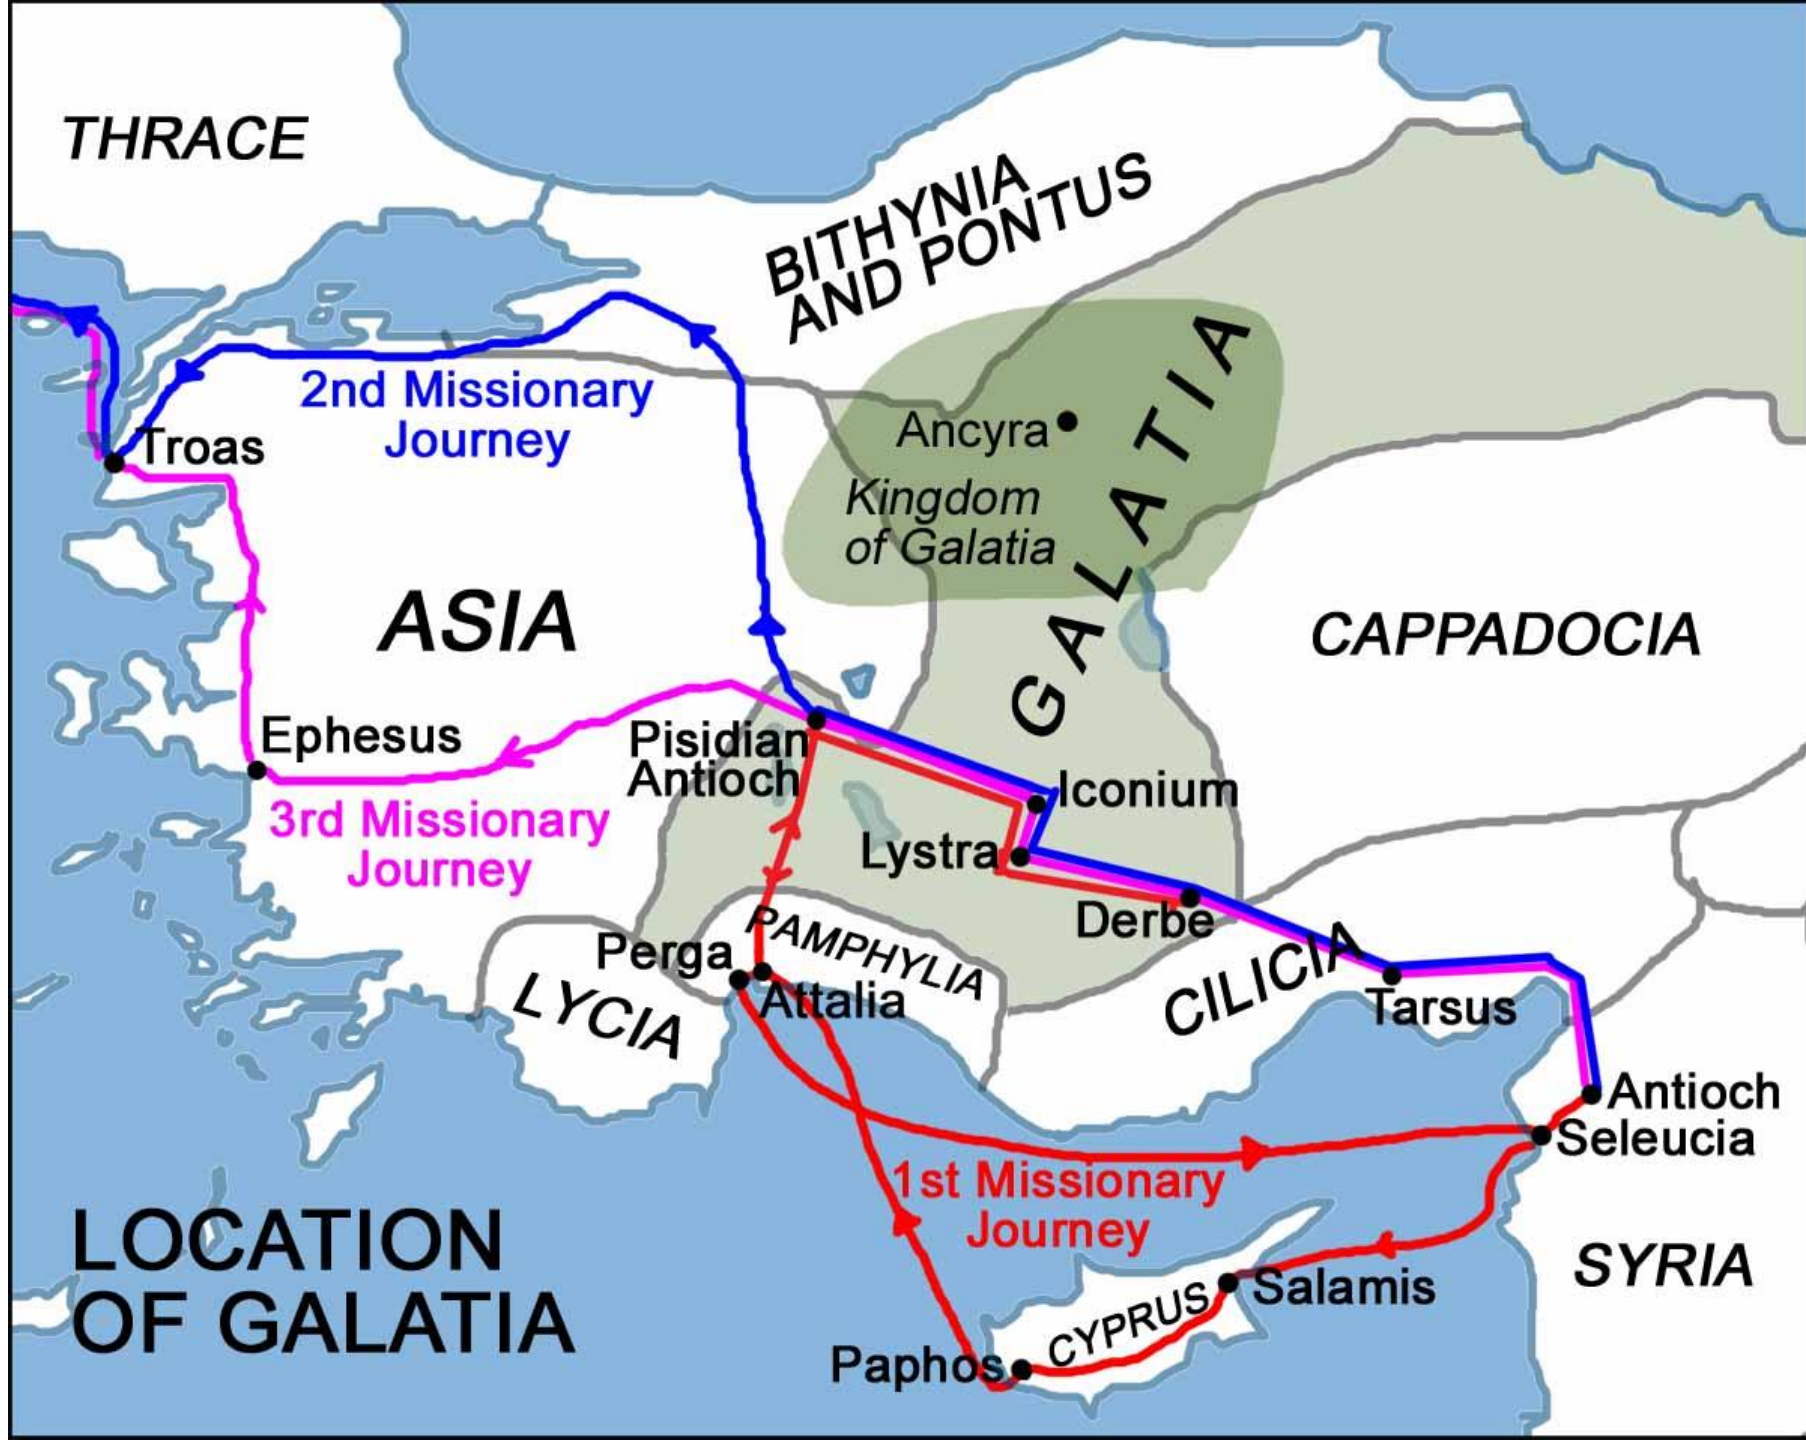 THRACE
BITHYNIA
AND PONTUS
2nd Missionary
Journey
Troas
Ancyra
Kingdom
of Galatia
GALATIA
ASIA
CAPPADOCIA
Ephesus
Pisidian
Antioch
3rd Missionary
Journey
Iconium
Lystra
Derbe
PAMPHYLIA
Perga
Attalia
LYCIA
CILICIA
Tarsus
Antioch
Seleucia
1st Missionary
Journey
SYRIA
Salamis
CYPRUS
Paphos
LOCATION
OF GALATIA